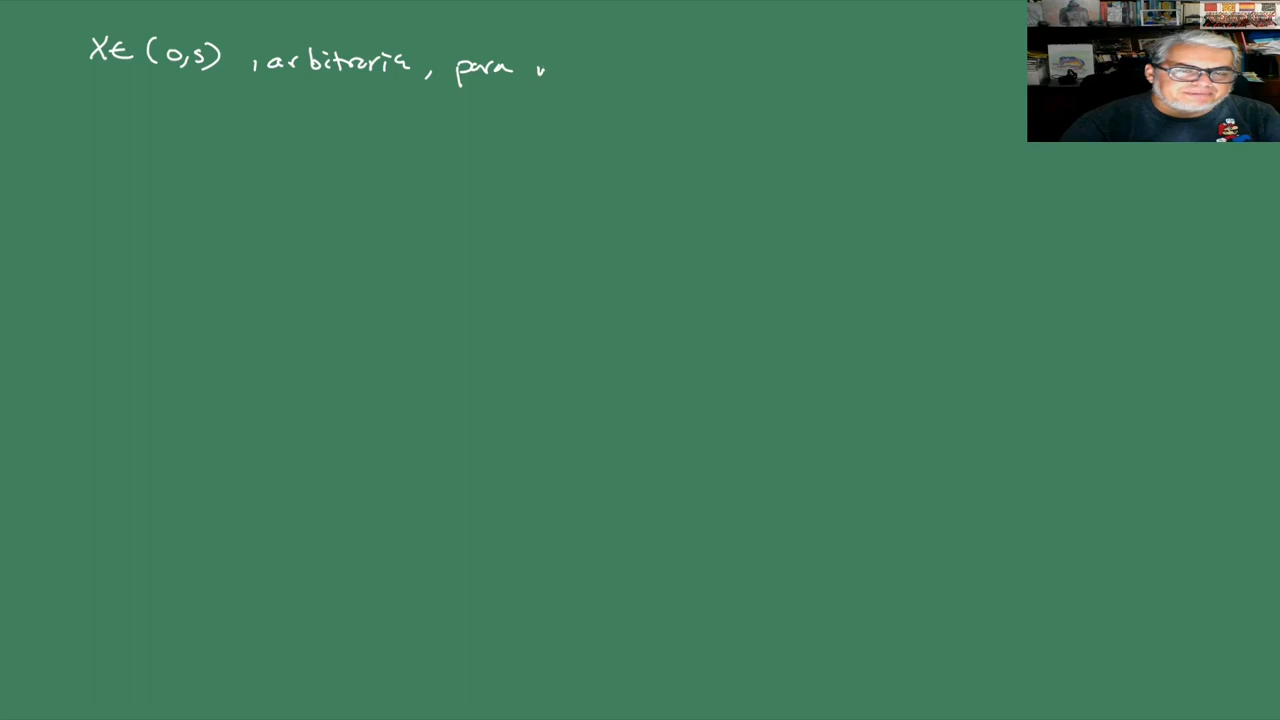 X∈ (0,s) , arbitraria, para